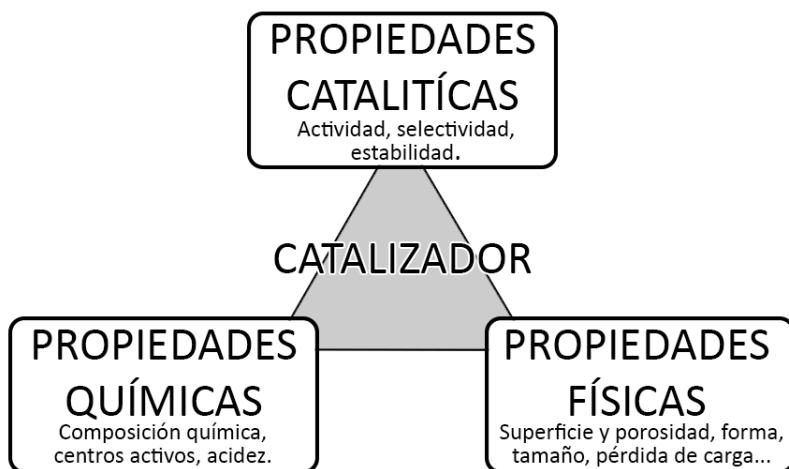 PROPIEDADES
CATALITÍCAS
Actividad, selectividad,
estabilidad.
CATALIZADOR
PROPIEDADES
QUÍMICAS
Composición química,
centros activos, acidez.
PROPIEDADES
FÍSICAS
Superficie y porosidad, forma,
tamaño, pérdida de carga...